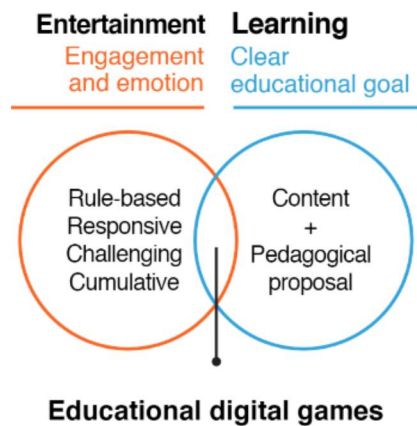 Entertainment
Engagement
and emotion
Learning
Clear
educational goal
Rule-based
Responsive
Challenging
Cumulative
Content
+
Pedagogical
proposal
Educational digital games